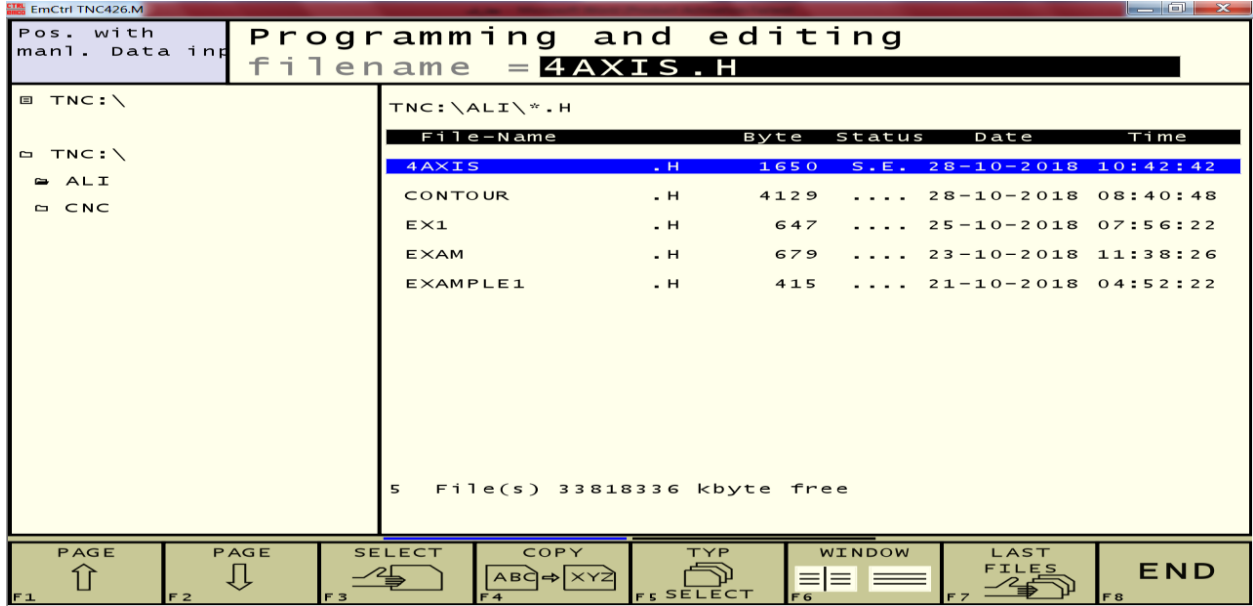 EmCtrl TNC426.M
Pos. with
manl. Data inp
Programming and editing
filename =4AXIS.H
TNC:\
TNC:\
ALI
CNC
TNC:\ALI\*.H
File-Name Byte Status Date Time
4AXIS .H 1650 S.E. 28-10-2018 10:42:42
CONTOUR .H 4129 .... 28-10-2018 08:40:48
EX1 .H 647 .... 25-10-2018 07:56:22
EXAM .H 679 .... 23-10-2018 11:38:26
EXAMPLE1 .H 415 .... 21-10-2018 04:52:22
5 File(s) 33818336 kbyte free
PAGE
F1
PAGE
F2
SELECT
F3
COPY
ABC XYZ
F4
TYP
F5 SELECT
WINDOW
F6
LAST
FILES
F7
END
F8